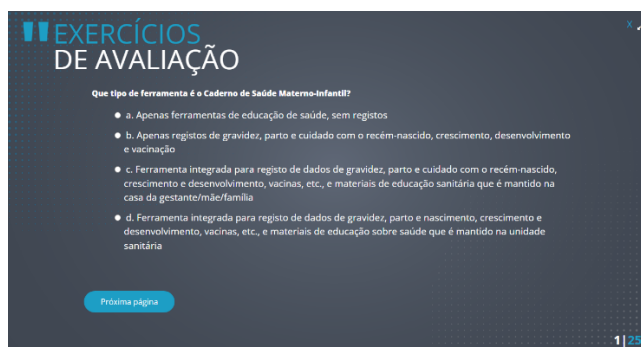 EXERCÍCIOS
DE AVALIAÇÃO
X
Que tipo de ferramenta é o Caderno de Saúde Materno-Infantil?
a. Apenas ferramentas de educação de saúde, sem registos
b. Apenas registos de gravidez, parto e cuidado com o recém-nascido, crescimento, desenvolvimento
e vacinação
c. Ferramenta integrada para registo de dados de gravidez, parto e cuidado com o recém-nascido,
crescimento e desenvolvimento, vacinas, etc., e materiais de educação sanitária que é mantido na
casa da gestante/mãe/família
d. Ferramenta integrada para registo de dados de gravidez, parto e nascimento, crescimento e
desenvolvimento, vacinas, etc., e materiais de educação sobre saúde que é mantido na unidade
sanitária
Próxima página
1|25